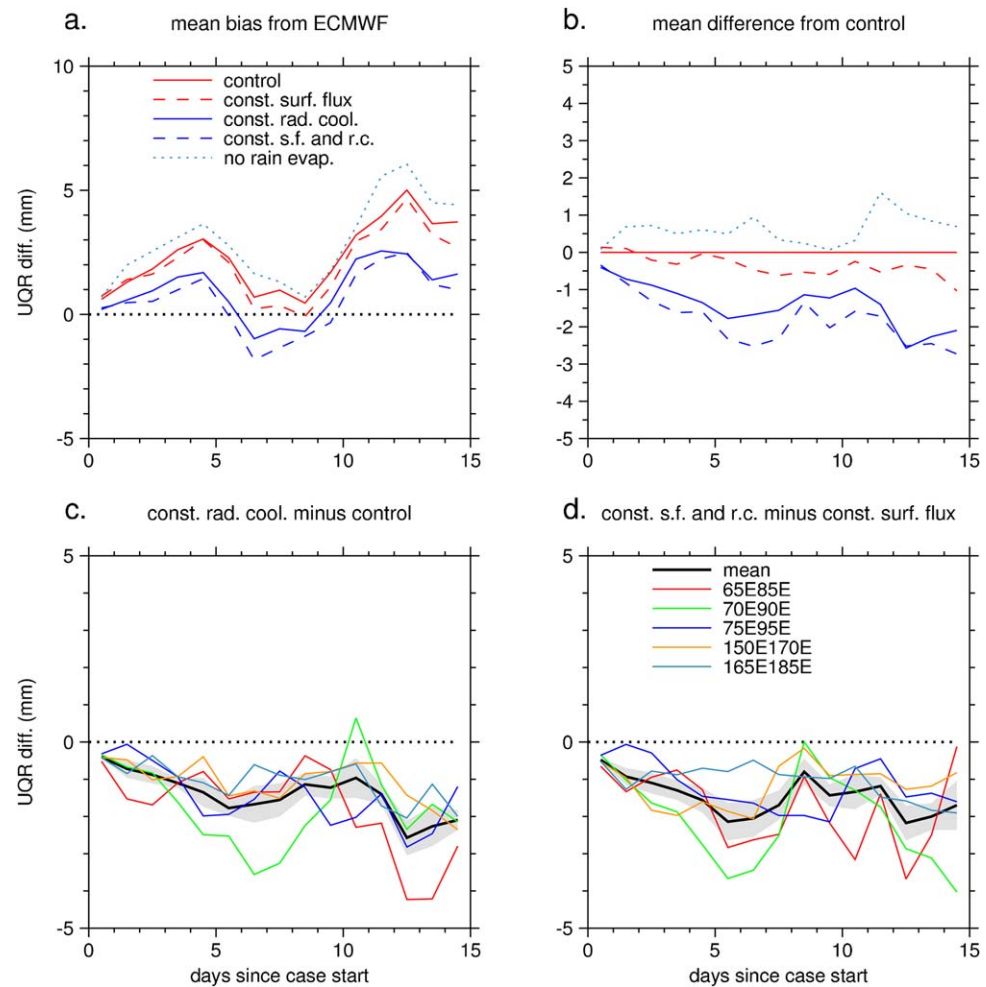 a. mean bias from ECMWF
b. mean difference from control
10
5
0
-5
UQR diff. (mm)
control
const. surf. flux
const. rad. cool.
const. s.f. and r.c.
no rain evap.
0 5 10 15
5
4
3
2
1
0
-1
-2
-3
-4
-5
0 5 10 15
c. const. rad. cool. minus control
d. const. s.f. and r.c. minus const. surf. flux
5
0
-5
UQR diff. (mm)
0 5 10 15
days since case start
5
0
-5
mean
65E85E
70E90E
75E95E
150E170E
165E185E
0 5 10 15
days since case start